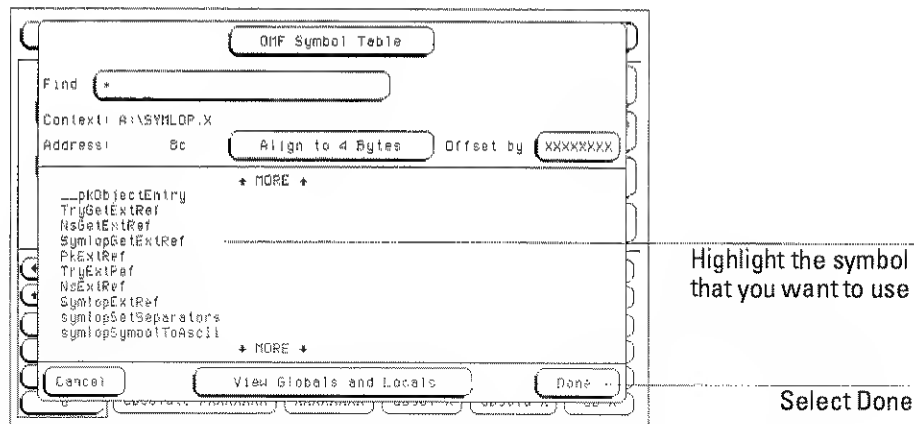 OMF Symbol Table
Find *
Context: A:\SYMLOP.X
Address: 8c Align to 4 Bytes Offset by XXXXXXXX
MORE
__pkObjectEntry
TryGetExtRef
NsGetExtRef
SymlopGetExtRef
PkExtRef
TryExtRef
NsExtRef
SymlopExtRef
symlopSetSeparators
symlopSymbolToAscii
MORE
Cancel View Globals and Locals Done
Highlight the symbol
that you want to use
Select Done